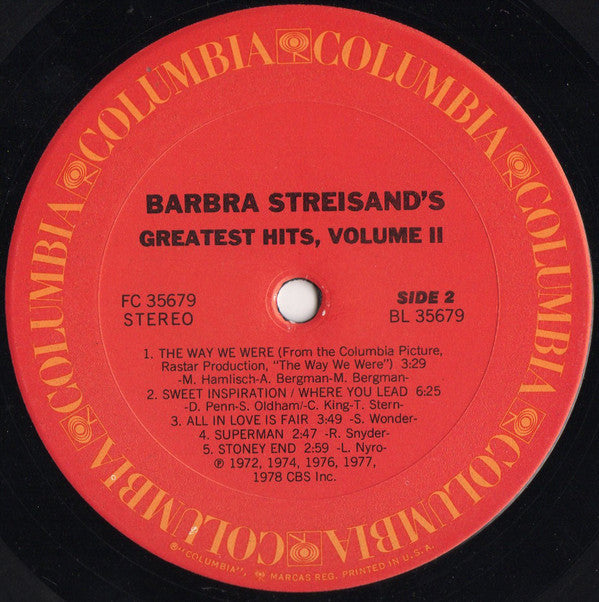 COLUMBIA COLUMBIA COLUMBIA COLUMBIA COLUMBIA COLUMBIA COLUMBIA COLUMBIA
BARBRA STREISAND'S
GREATEST HITS, VOLUME II
FC 35679 SIDE 2
STEREO BL 35679
1. THE WAY WE WERE (From the Columbia Picture,
Rastar Production, "The Way We Were") 3:29
-M. Hamlisch-A. Bergman-M. Bergman-
2. SWEET INSPIRATION / WHERE YOU LEAD 6:25
-D. Penn-S. Oldham/-C. King-T. Stern-
3. ALL IN LOVE IS FAIR 3:49 -S. Wonder-
4. SUPERMAN 2:47 -R. Snyder-
5. STONEY END 2:59 -L. Nyro-
℗ 1972, 1974, 1976, 1977,
1978 CBS Inc.
®"COLUMBIA", MARCAS REG. PRINTED IN U.S.A.